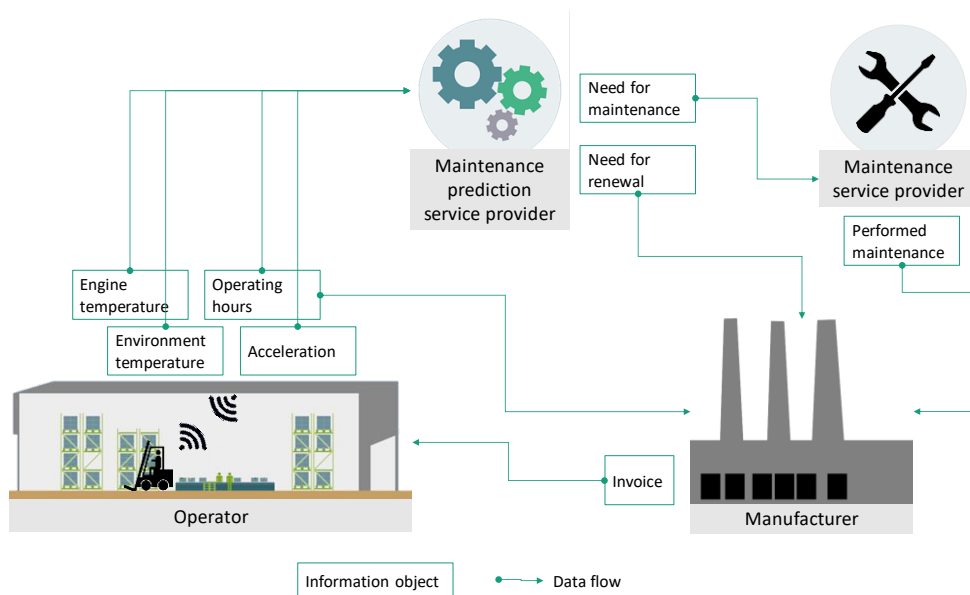 Need for
maintenance
Maintenance
prediction
service provider
Need for
renewal
Maintenance
service provider
Performed
maintenance
Engine
temperature
Operating
hours
Environment
temperature
Acceleration
Invoice
Operator
Manufacturer
Information object
Data flow